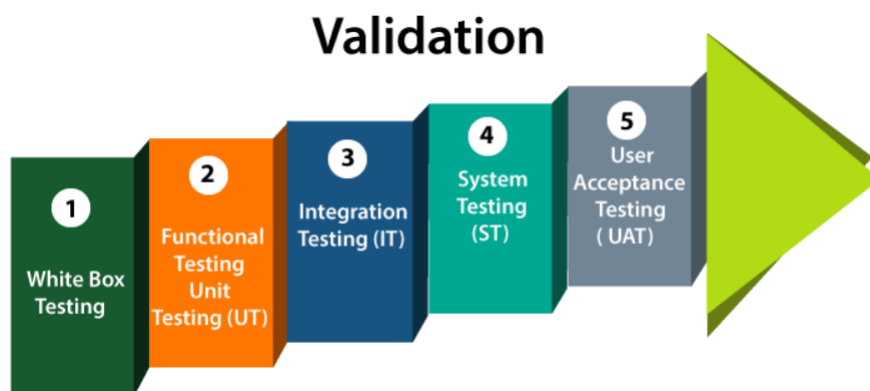 Validation
1
White Box
Testing
2
Functional
Testing
Unit
Testing (UT)
3
Integration
Testing (IT)
4
System
Testing
(ST)
5
User
Acceptance
Testing
( UAT)